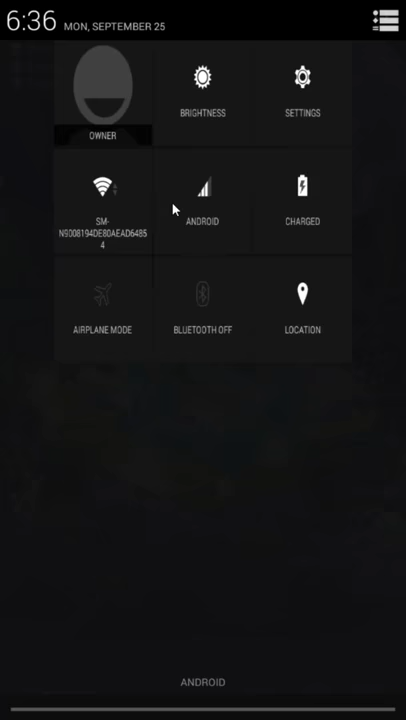 6:36 MON, SEPTEMBER 25
OWNER
BRIGHTNESS
SETTINGS
SM-
N9008194DE80AEAD6485
4
ANDROID
CHARGED
AIRPLANE MODE
BLUETOOTH OFF
LOCATION
ANDROID